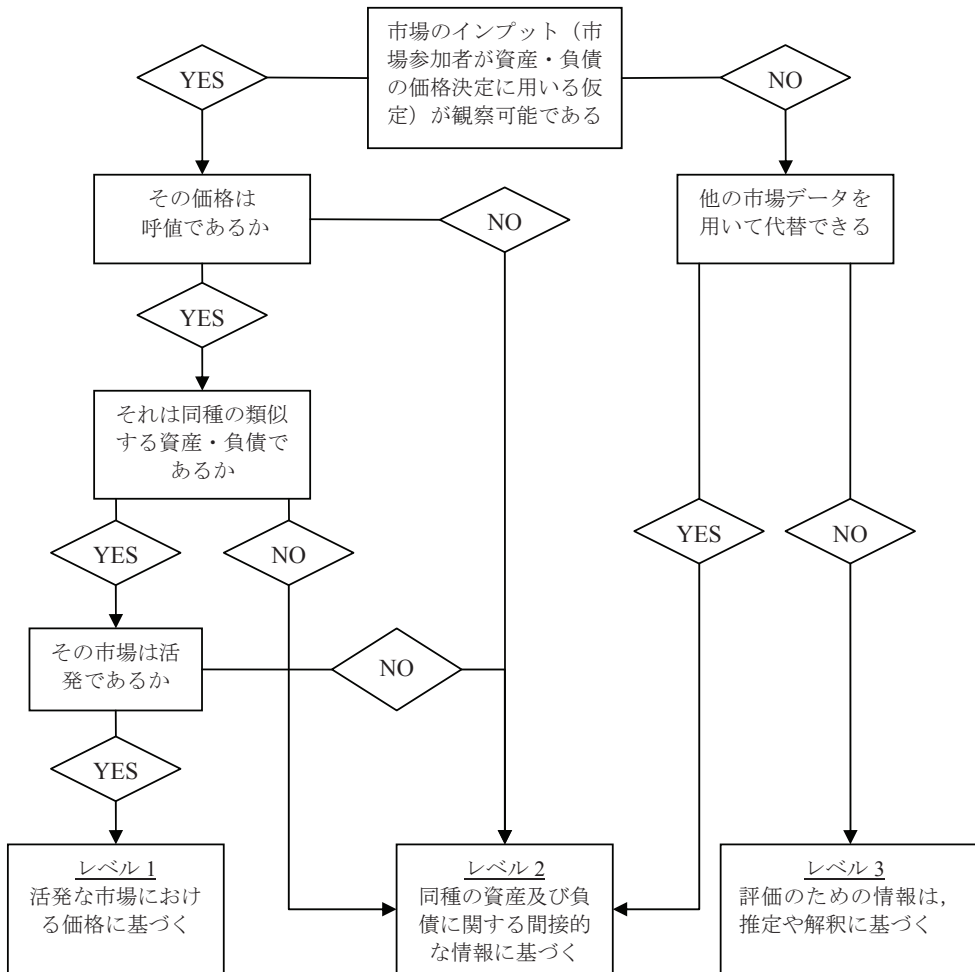 市場のインプット（市
場参加者が資産・負債
の価格決定に用いる仮
定）が観察可能である
YES
NO
その価格は
呼値であるか
NO
他の市場データを
用いて代替できる
YES
それは同種の類似
する資産・負債で
あるか
YES
NO
YES
NO
その市場は活
発であるか
NO
YES
レベル 1
活発な市場におけ
る価格に基づく
レベル 2
同種の資産及び負
債に関する間接的
な情報に基づく
レベル 3
評価のための情報は，
推定や解釈に基づく